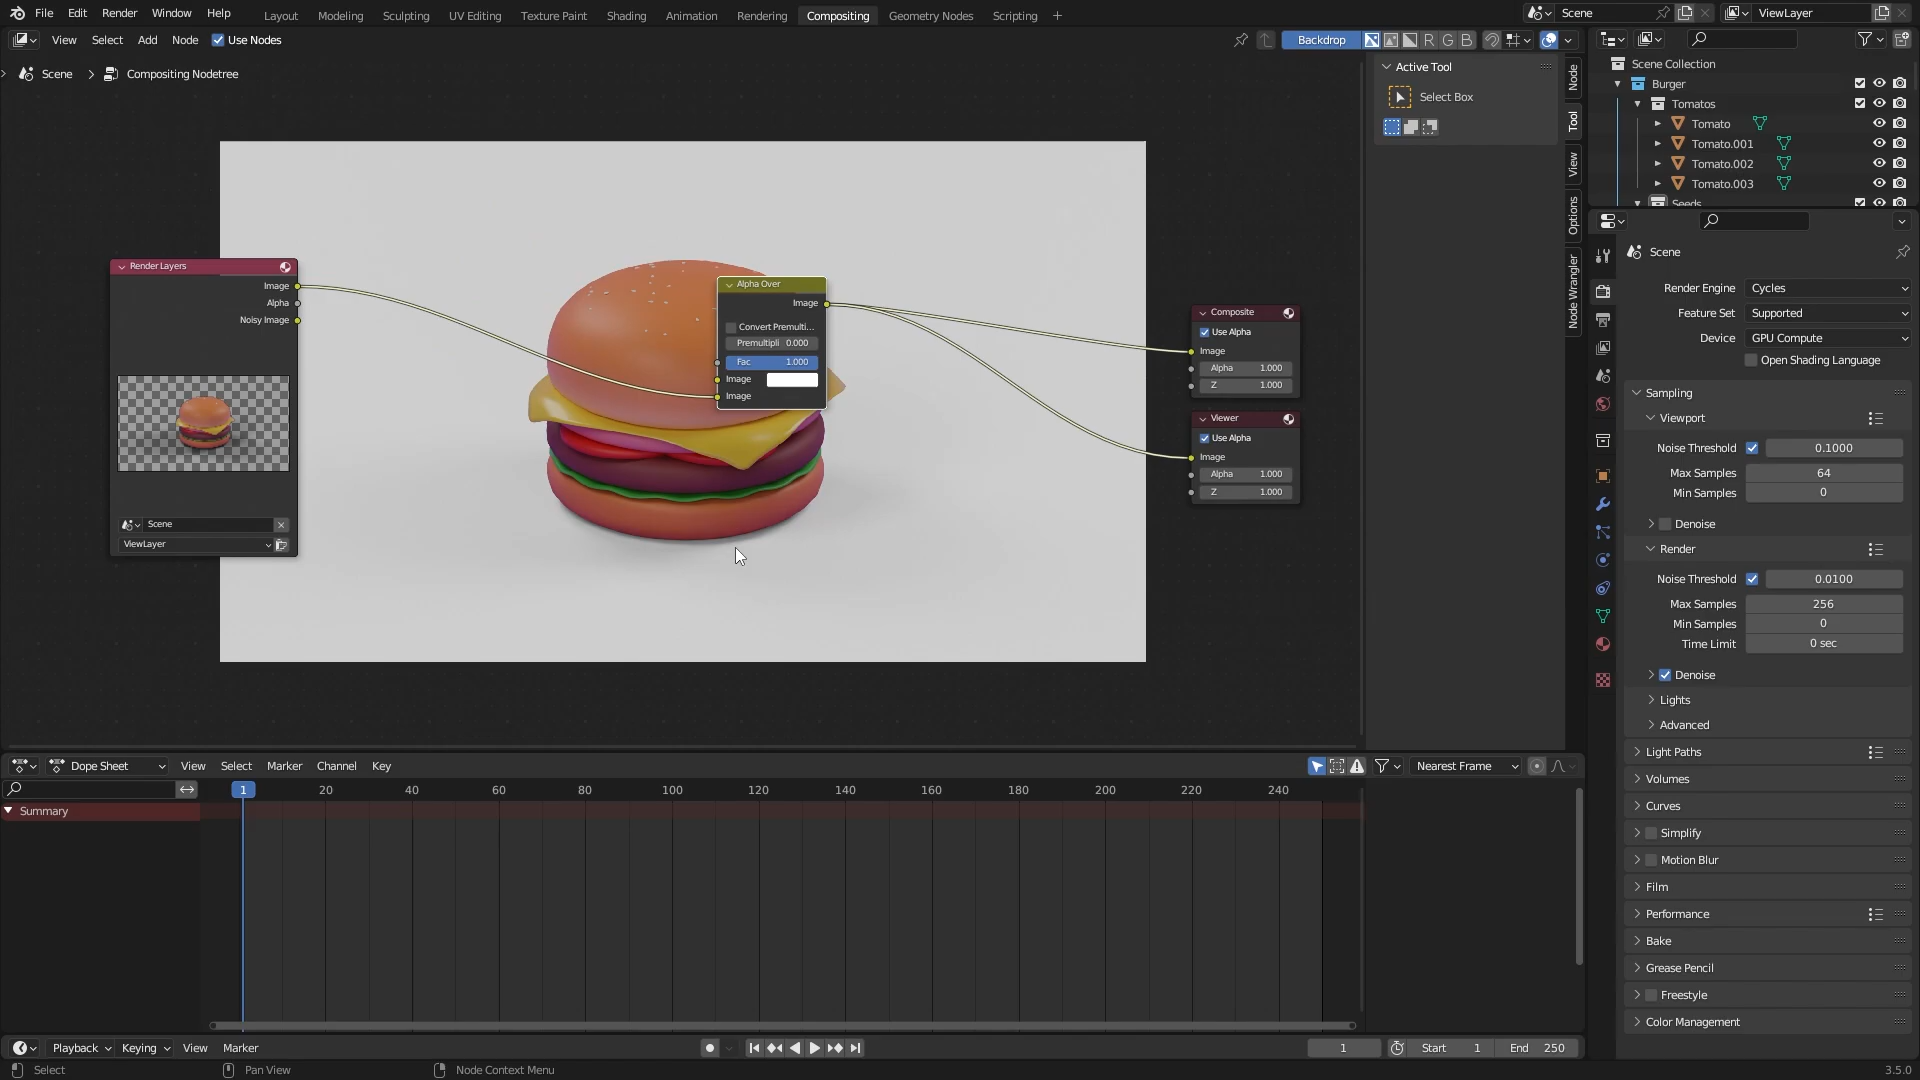 File Edit Render Window Help Layout Modeling Sculpting UV Editing Texture Paint Shading Animation Rendering Compositing Geometry Nodes Scripting + Scene ViewLayer
View Select Add Node Use Nodes Backdrop R G B
Scene > Compositing Nodetree
Active Tool
Select Box
Node
Tool
View
Options
Node Wrangler
Render Layers
Image
Alpha
Noisy Image
Scene
ViewLayer
Alpha Over
Image
Convert Premulti...
Premultipli 0.000
Fac 1.000
Image
Image
Composite
Use Alpha
Image
Alpha 1.000
Z 1.000
Viewer
Use Alpha
Image
Alpha 1.000
Z 1.000
Scene Collection
Burger
Tomatos
Tomato
Tomato.001
Tomato.002
Tomato.003
Seeds
Scene
Render Engine Cycles
Feature Set Supported
Device GPU Compute
Open Shading Language
Sampling
Viewport
Noise Threshold 0.1000
Max Samples 64
Min Samples 0
Denoise
Render
Noise Threshold 0.0100
Max Samples 256
Min Samples 0
Time Limit 0 sec
Denoise
Lights
Advanced
Light Paths
Volumes
Curves
Simplify
Motion Blur
Film
Performance
Bake
Grease Pencil
Freestyle
Color Management
Dope Sheet View Select Marker Channel Key Nearest Frame
1 20 40 60 80 100 120 140 160 180 200 220 240
Summary
Playback Keying View Marker 1 Start 1 End 250
Select Pan View Node Context Menu 3.5.0